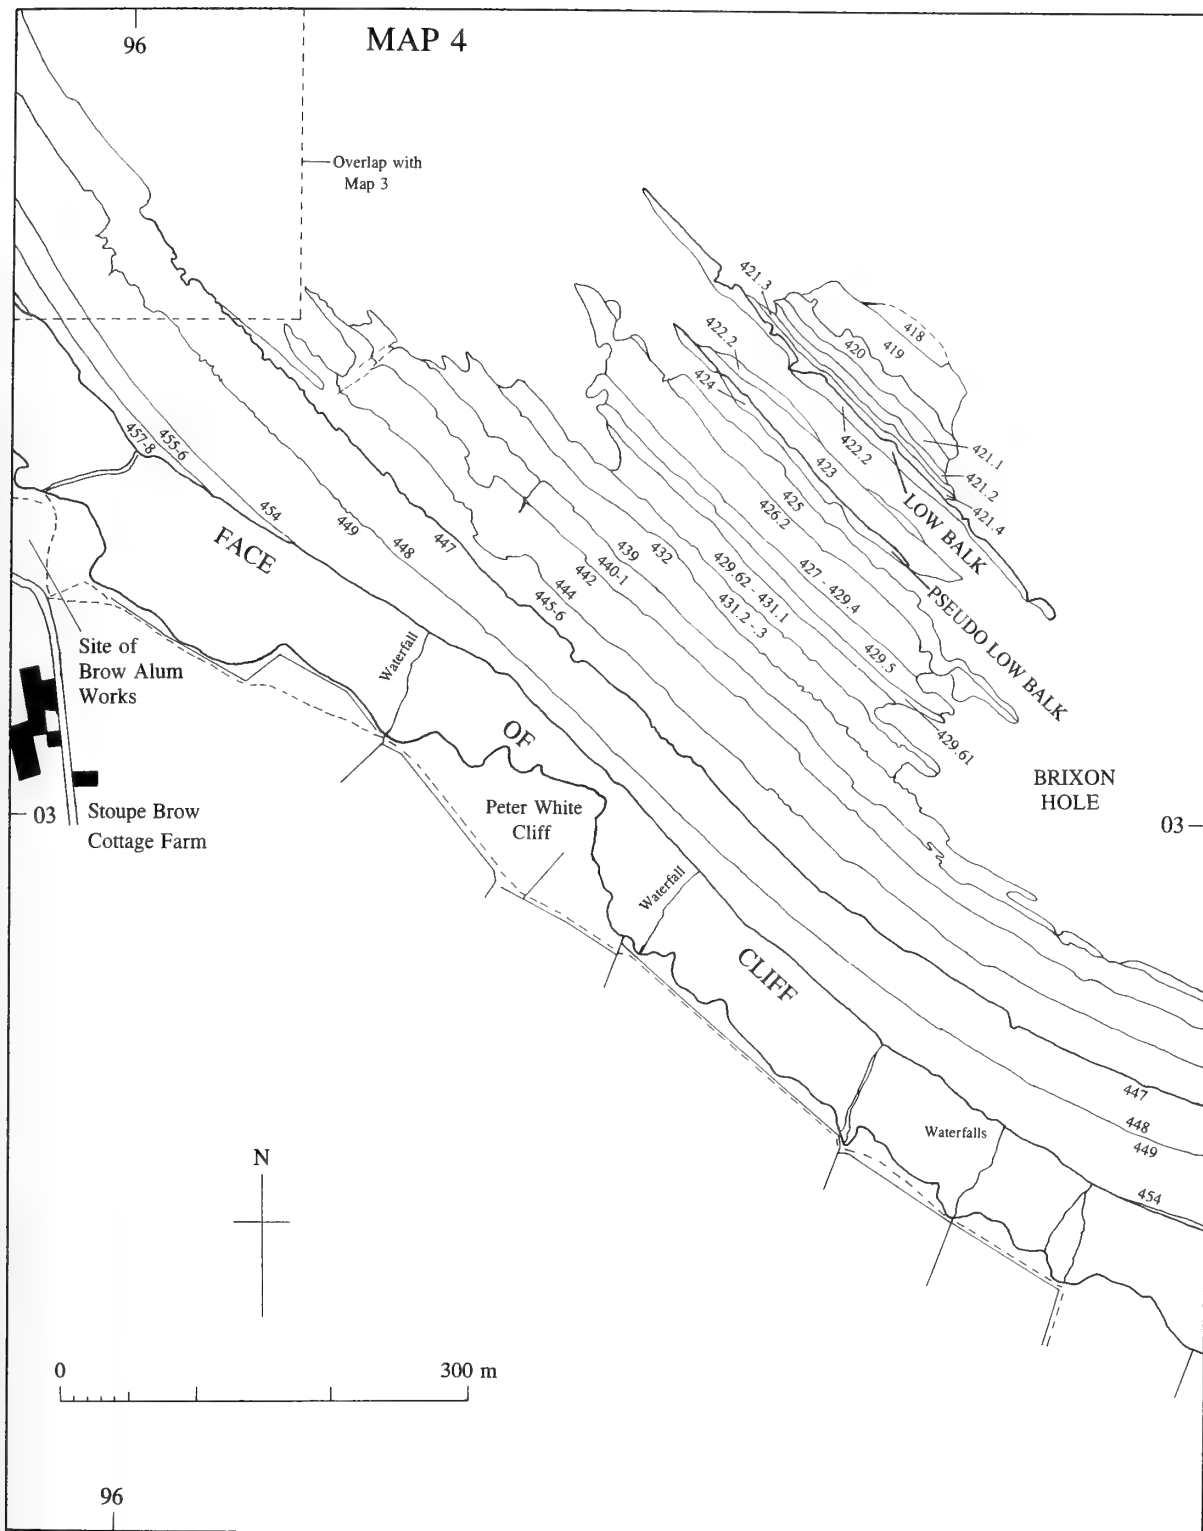 96
MAP 4
Overlap with
Map 3
421.3
418
419
420
422.2
424
422.2
421.1
421.2
421.4
423
LOW BALK
425
426.2
427 - 429.4
PSEUDO LOW BALK
457-8
455-6
454
449
448
447
FACE
439
432
440-1
442
444
445-6
429.62 - 431.1
431.2 -.3
429.5
429.61
Site of
Brow Alum
Works
Waterfall
OF
BRIXON
HOLE
03
Stoupe Brow
Cottage Farm
Peter White
Cliff
03
Waterfall
CLIFF
447
448
449
Waterfalls
454
N
0
300 m
96